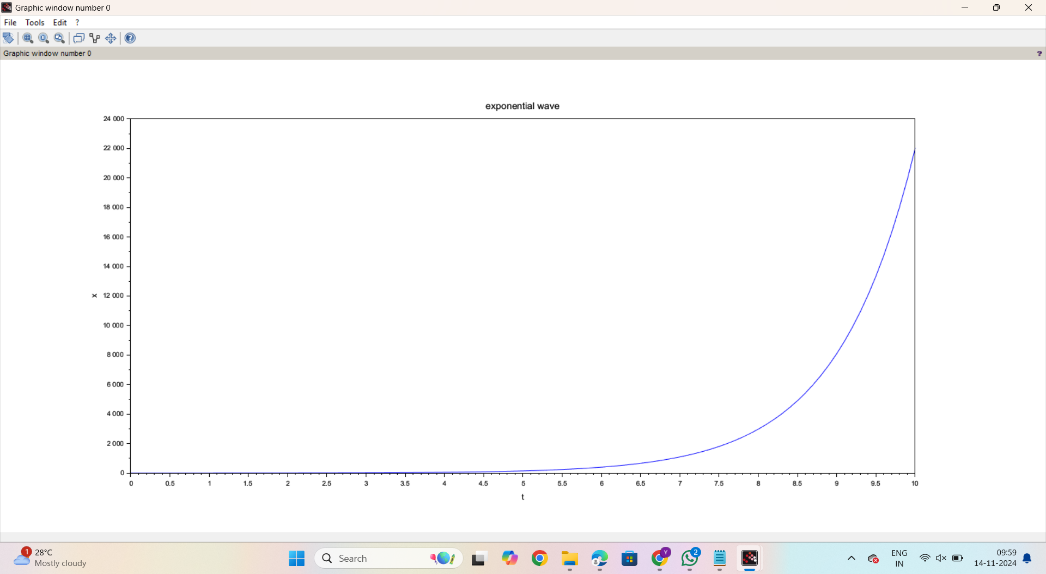 Graphic window number 0
File Tools Edit ?
Graphic window number 0 ?
exponential wave
24 000
22 000
20 000
18 000
16 000
14 000
x 12 000
10 000
8 000
6 000
4 000
2 000
0
0 0.5 1 1.5 2 2.5 3 3.5 4 4.5 5 5.5 6 6.5 7 7.5 8 8.5 9 9.5 10
t
1 28°C
Mostly cloudy
Search
Y
2
ENG
IN
09:59
14-11-2024